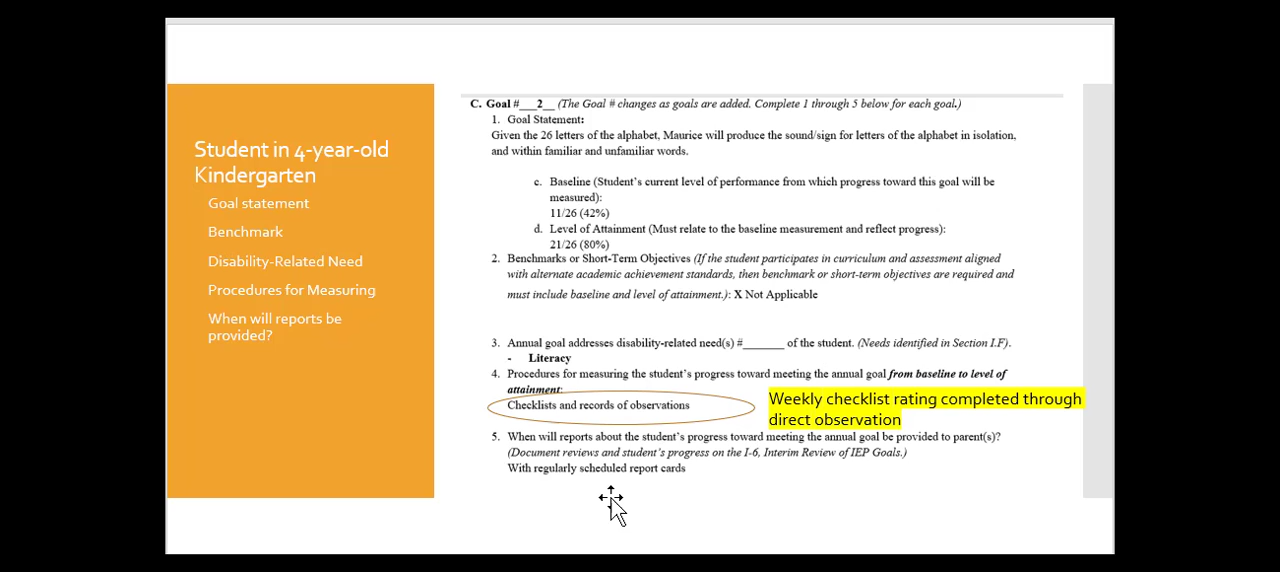 Student in 4-year-old
Kindergarten
Goal statement
Benchmark
Disability-Related Need
Procedures for Measuring
When will reports be
provided?
C. Goal #___2__ (The Goal # changes as goals are added. Complete 1 through 5 below for each goal.)
1. Goal Statement:
Given the 26 letters of the alphabet, Maurice will produce the sound/sign for letters of the alphabet in isolation,
and within familiar and unfamiliar words.
c. Baseline (Student's current level of performance from which progress toward this goal will be
measured):
11/26 (42%)
d. Level of Attainment (Must relate to the baseline measurement and reflect progress):
21/26 (80%)
2. Benchmarks or Short-Term Objectives (If the student participates in curriculum and assessment aligned
with alternate academic achievement standards, then benchmark or short-term objectives are required and
must include baseline and level of attainment.): X Not Applicable
3. Annual goal addresses disability-related need(s) #_______ of the student. (Needs identified in Section I.F).
- Literacy
4. Procedures for measuring the student's progress toward meeting the annual goal from baseline to level of
attainment:
Checklists and records of observations
Weekly checklist rating completed through
direct observation
5. When will reports about the student's progress toward meeting the annual goal be provided to parent(s)?
(Document reviews and student's progress on the I-6, Interim Review of IEP Goals.)
With regularly scheduled report cards